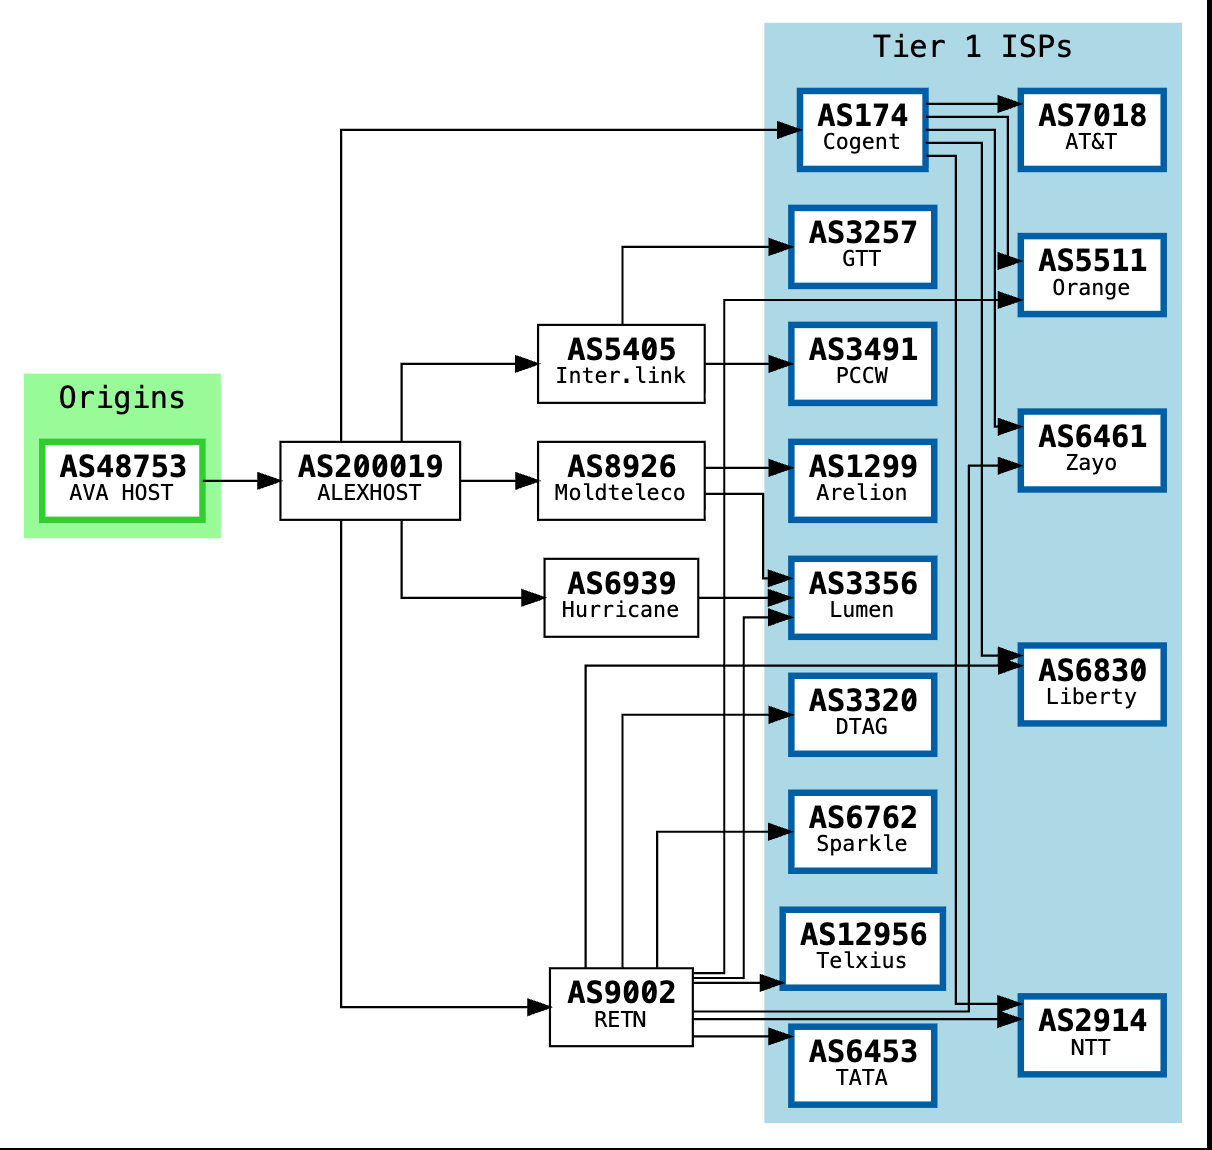 Tier 1 ISPs
AS174
Cogent
AS7018
AT&T
AS3257
GTT
AS5511
Orange
AS5405
Inter.link
AS3491
PCCW
Origins
AS48753
AVA HOST
AS200019
ALEXHOST
AS8926
Moldteleco
AS1299
Arelion
AS6461
Zayo
AS6939
Hurricane
AS3356
Lumen
AS6830
Liberty
AS3320
DTAG
AS6762
Sparkle
AS12956
Telxius
AS9002
RETN
AS2914
NTT
AS6453
TATA